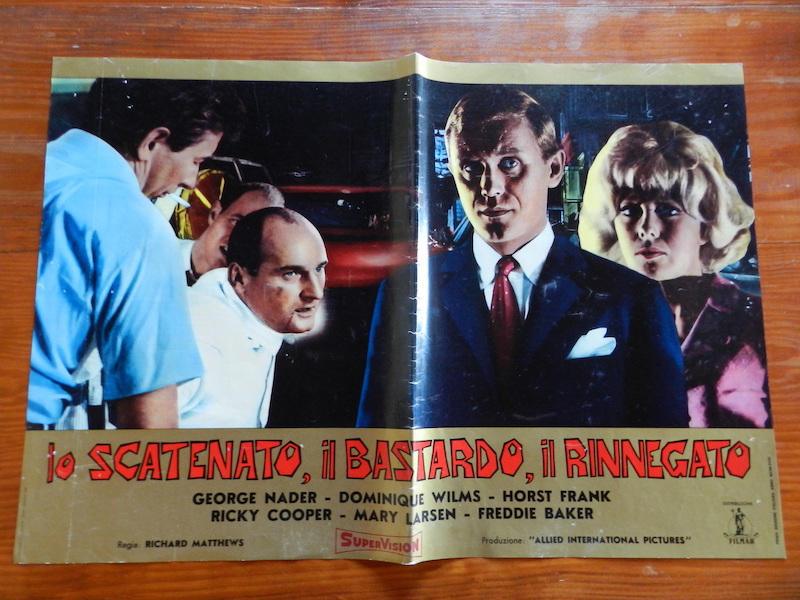 lo SCATENATO, il BASTARDO, il RINNEGATO
GEORGE NADER - DOMINIQUE WILMS - HORST FRANK
RICKY COOPER - MARY LARSEN - FREDDIE BAKER
Regia: RICHARD MATTHEWS
SUPERVISION
Produzione: "ALLIED INTERNATIONAL PICTURES"
DISTRIBUZIONE
FILMAR